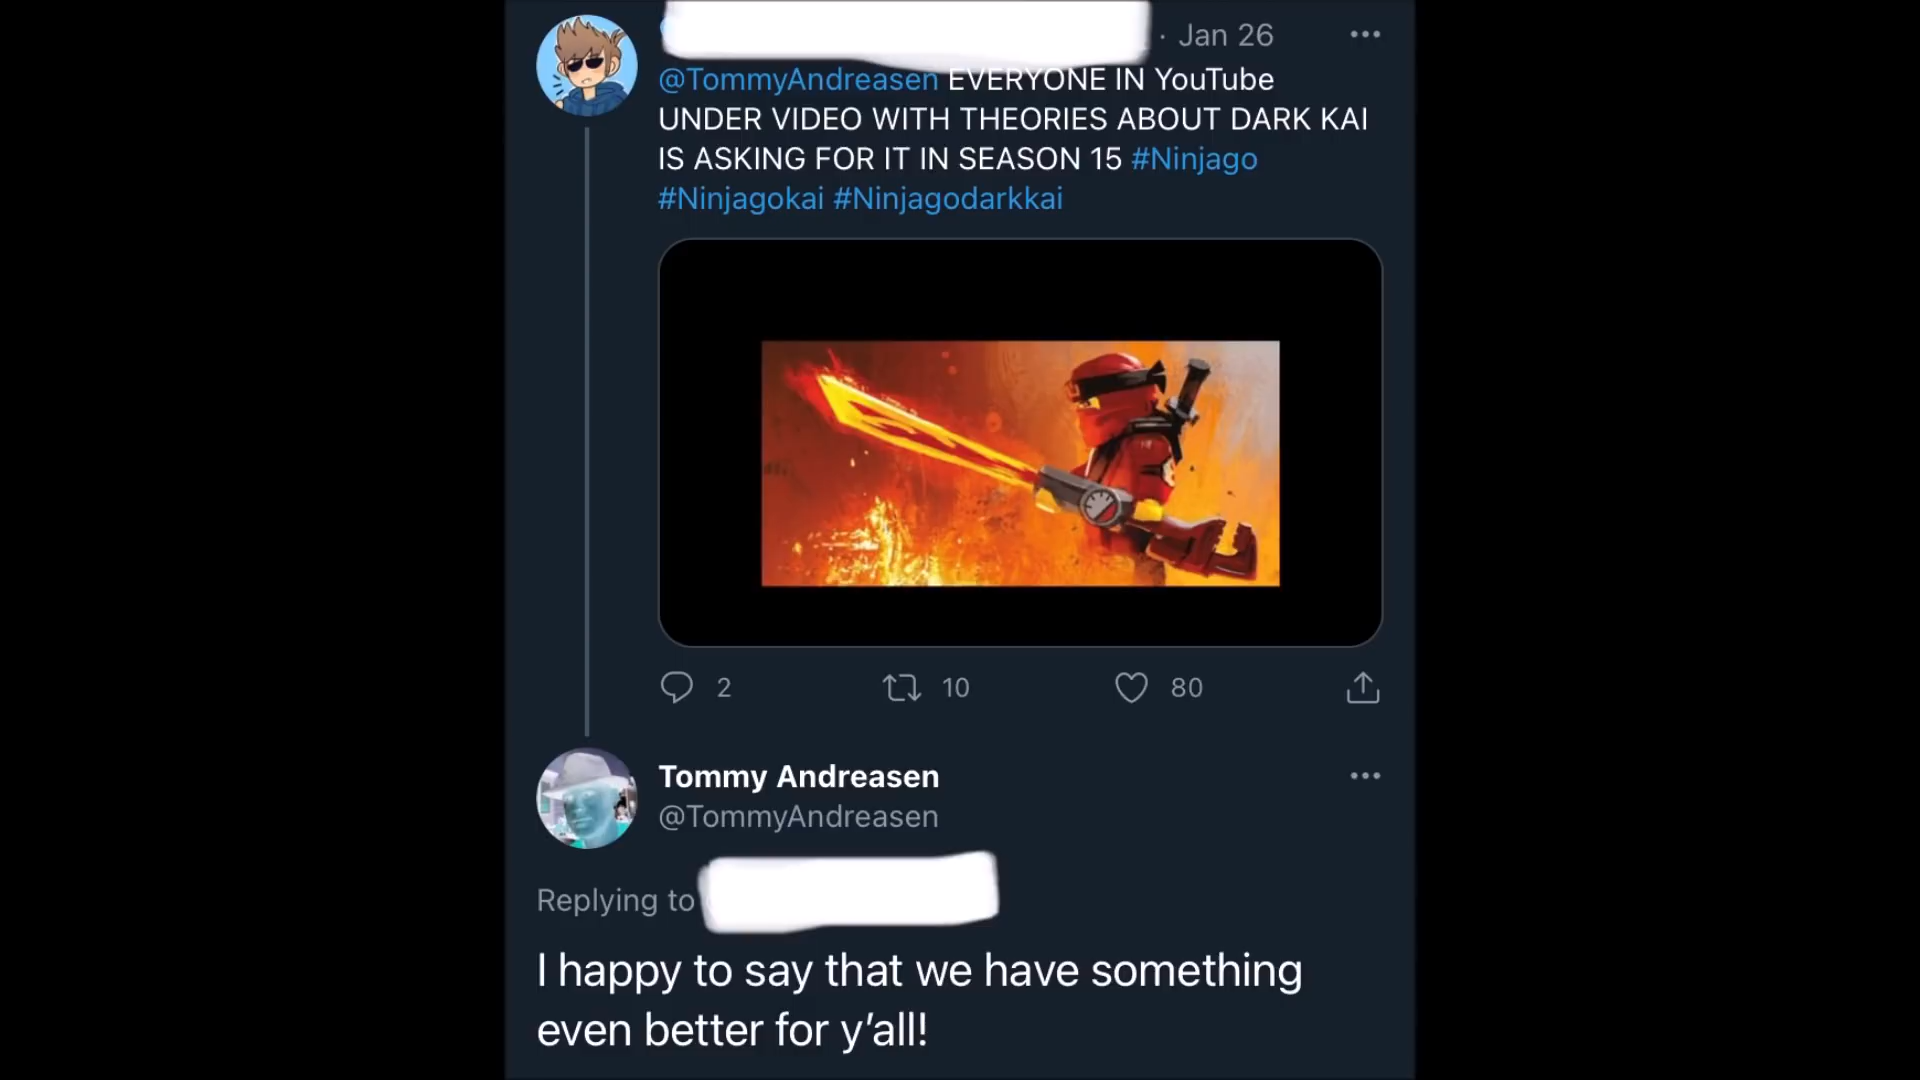 · Jan 26
@TommyAndreasen EVERYONE IN YouTube
UNDER VIDEO WITH THEORIES ABOUT DARK KAI
IS ASKING FOR IT IN SEASON 15 #Ninjago
#Ninjagokai #Ninjagodarkkai
2 10 80
Tommy Andreasen
@TommyAndreasen
Replying to
I happy to say that we have something
even better for y’all!